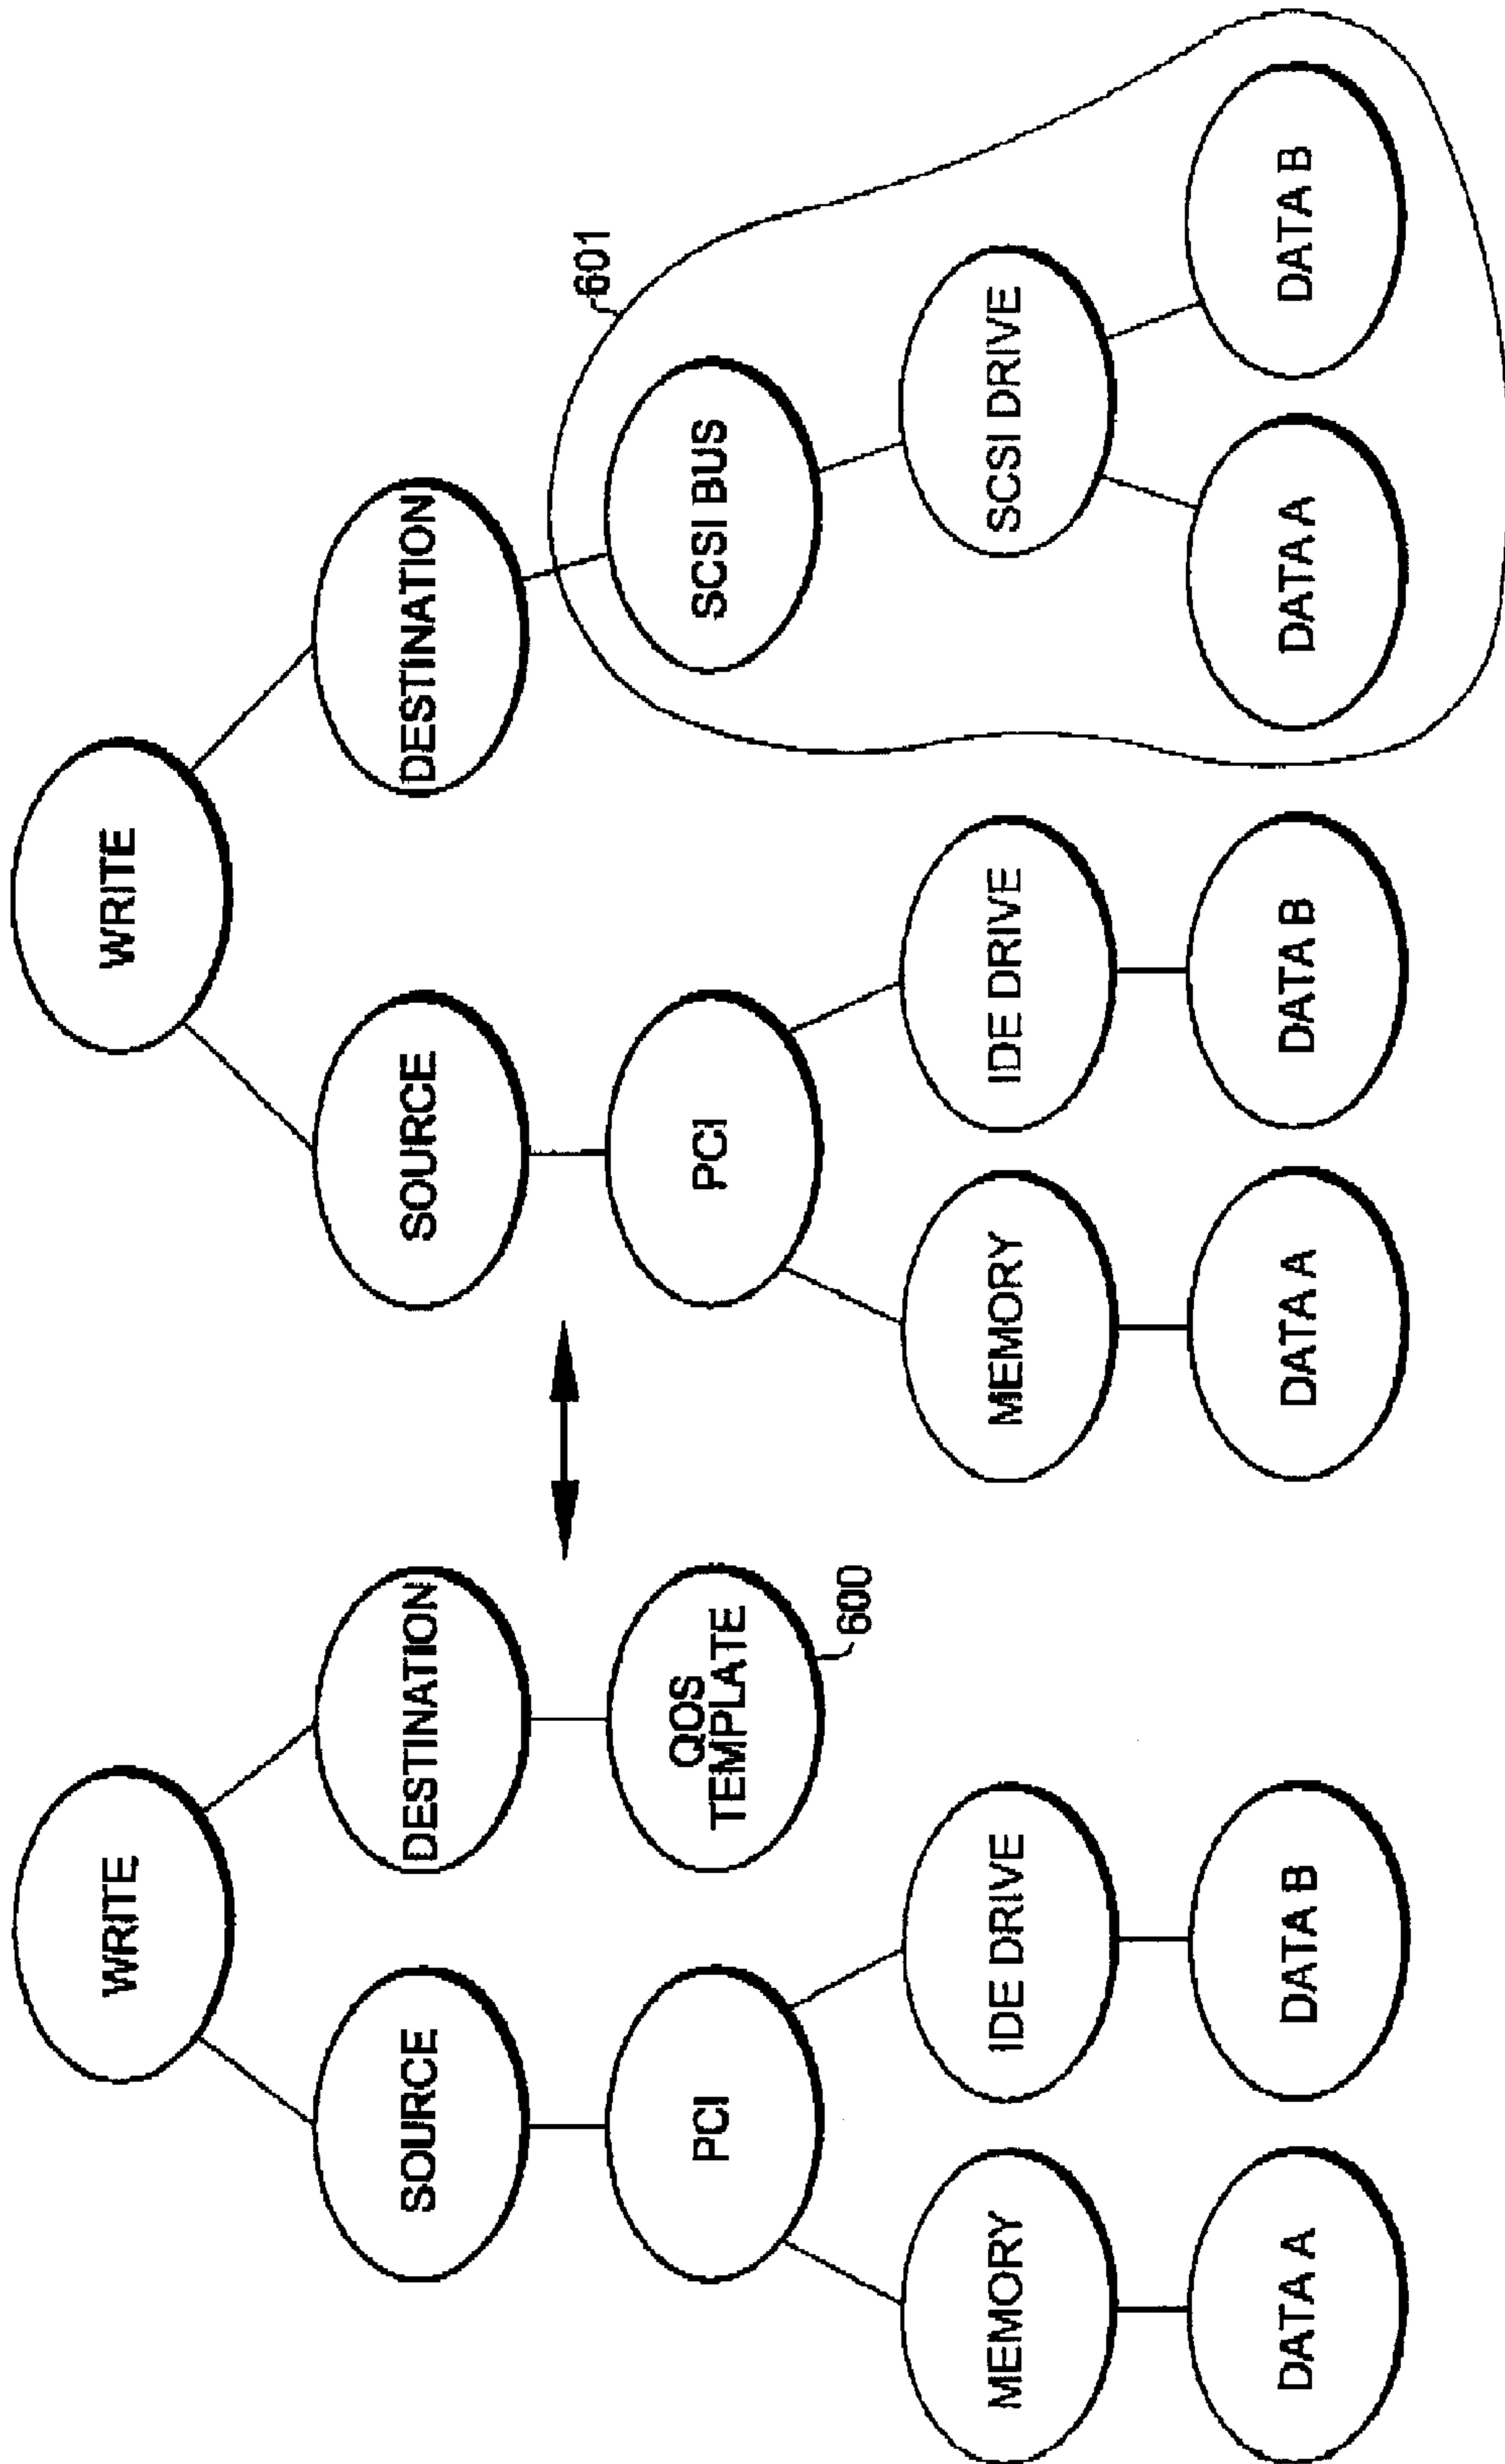 WRITE
SOURCE
DESTINATION
PCI
QOS
TEMPLATE
600
MEMORY
IDE DRIVE
DATA A
DATA B
WRITE
SOURCE
DESTINATION
601
PCI
SCSI BUS
MEMORY
IDE DRIVE
SCSI DRIVE
DATA A
DATA B
DATA A
DATA B